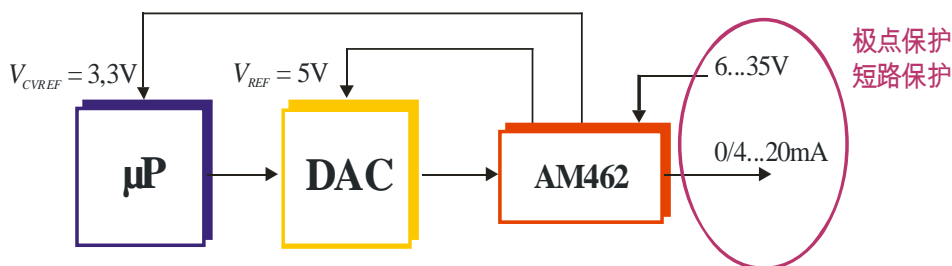 极点保护
短路保护
V_CVREF = 3,3V
V_REF = 5V
6...35V
0/4...20mA
μP
DAC
AM462